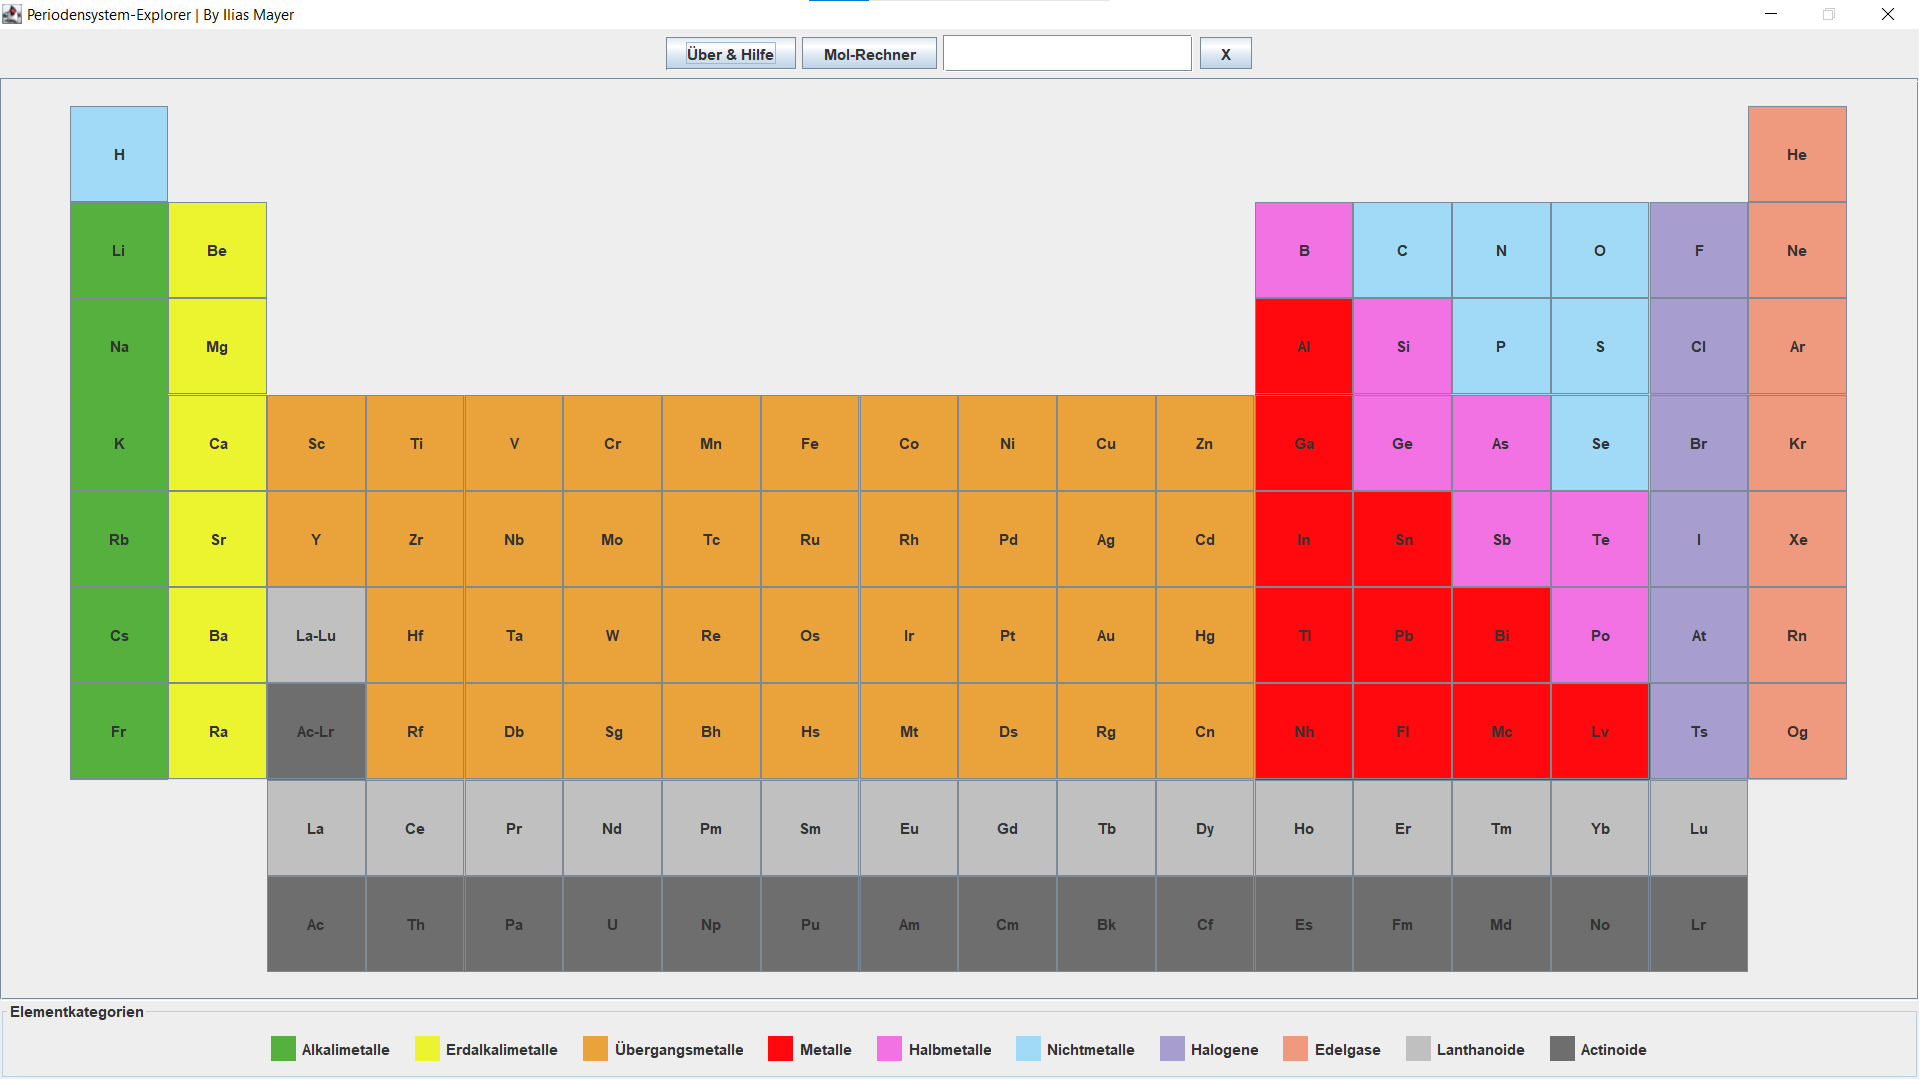 Periodensystem-Explorer | By Ilias Mayer
Über & Hilfe Mol-Rechner X
H He
Li Be B C N O F Ne
Na Mg Al Si P S Cl Ar
K Ca Sc Ti V Cr Mn Fe Co Ni Cu Zn Ga Ge As Se Br Kr
Rb Sr Y Zr Nb Mo Tc Ru Rh Pd Ag Cd In Sn Sb Te I Xe
Cs Ba La-Lu Hf Ta W Re Os Ir Pt Au Hg Tl Pb Bi Po At Rn
Fr Ra Ac-Lr Rf Db Sg Bh Hs Mt Ds Rg Cn Nh Fl Mc Lv Ts Og
La Ce Pr Nd Pm Sm Eu Gd Tb Dy Ho Er Tm Yb Lu
Ac Th Pa U Np Pu Am Cm Bk Cf Es Fm Md No Lr
Elementkategorien
Alkalimetalle Erdalkalimetalle Übergangsmetalle Metalle Halbmetalle Nichtmetalle Halogene Edelgase Lanthanoide Actinoide